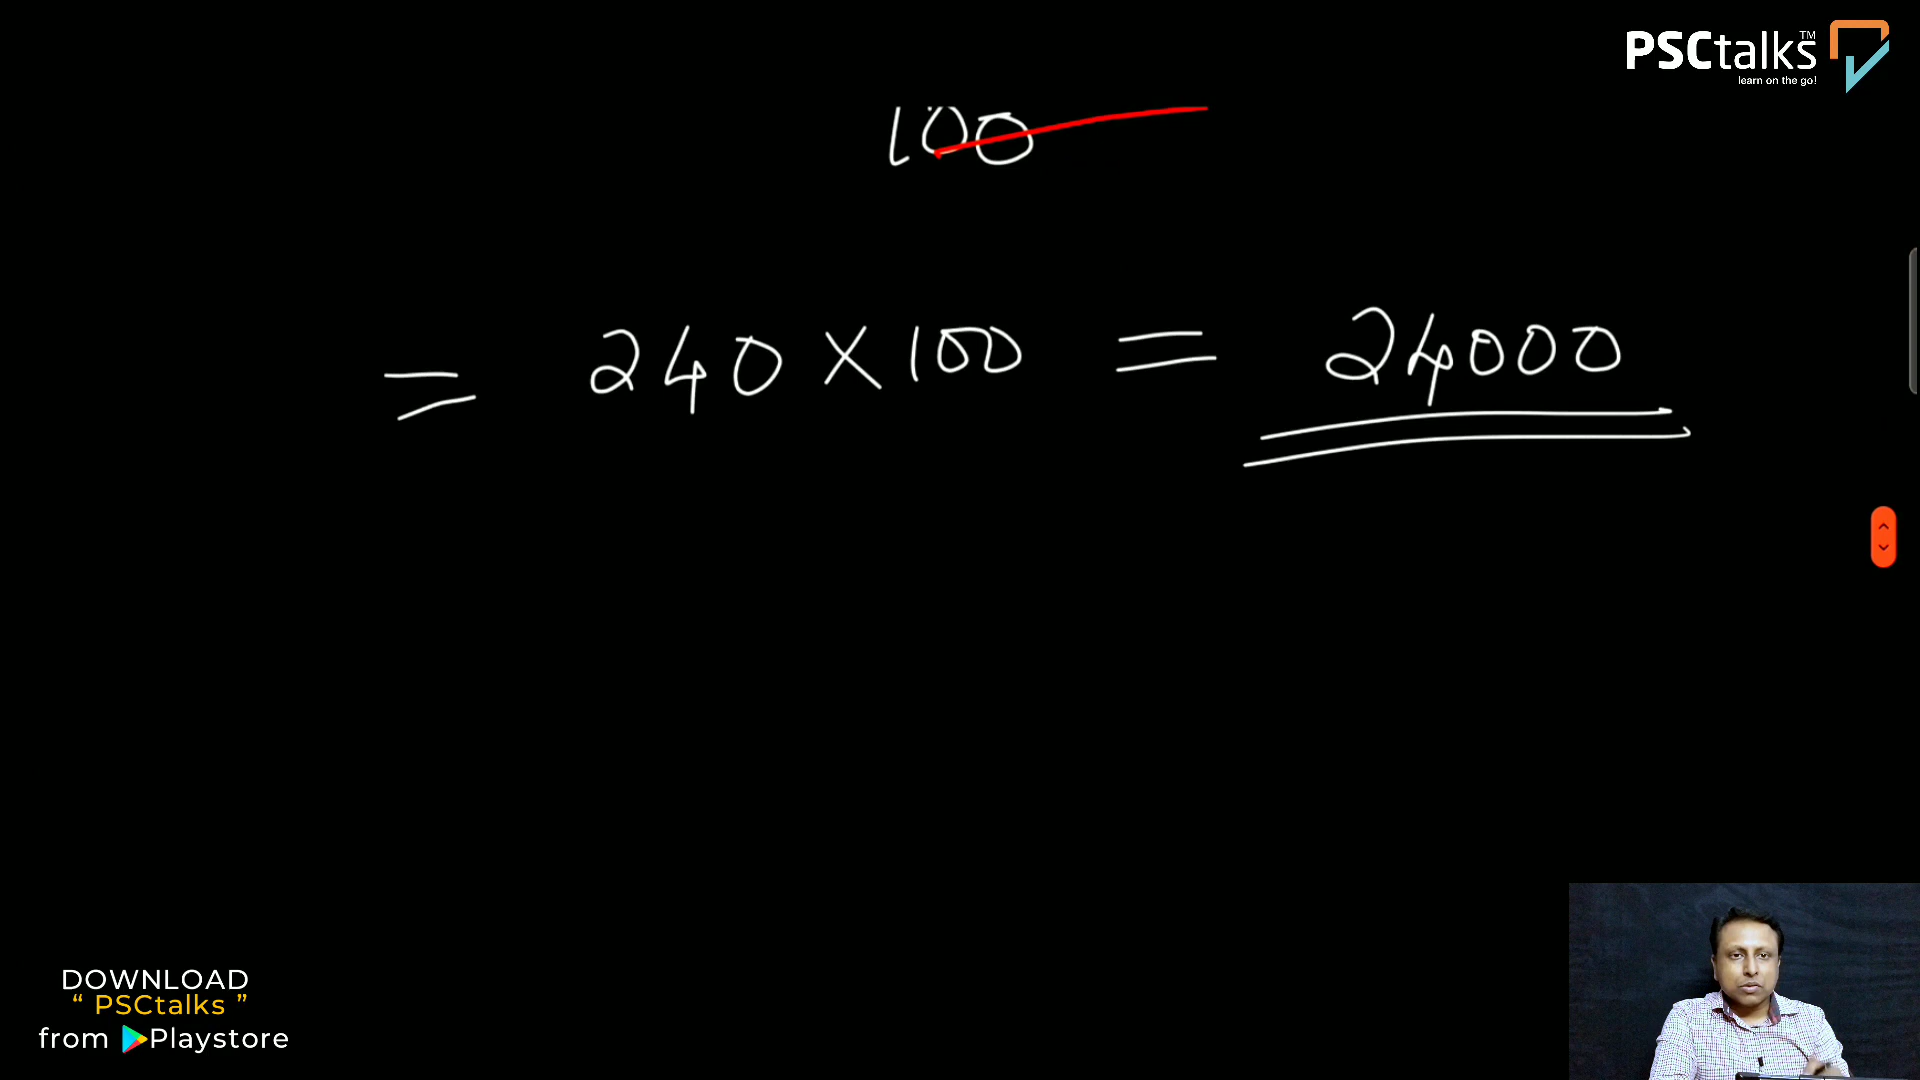 PSCtalks™
learn on the go!
100
= 240 × 100 = 24000
DOWNLOAD
“ PSCtalks ”
from Playstore